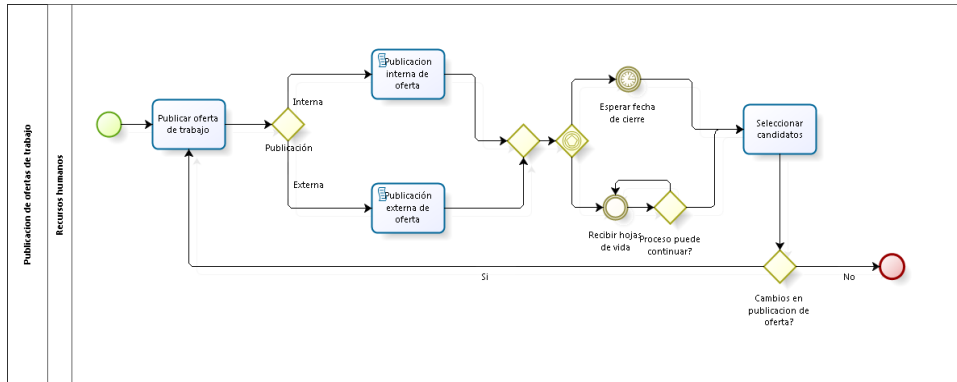 Publicacion de ofertas de trabajo
Recursos humanos
Publicar oferta
de trabajo
Publicación
Interna
Externa
Publicacion
interna de
oferta
Publicación
externa de
oferta
Esperar fecha
de cierre
Recibir hojas
de vida
Proceso puede
continuar?
Seleccionar
candidatos
Cambios en
publicacion de
oferta?
Si
No